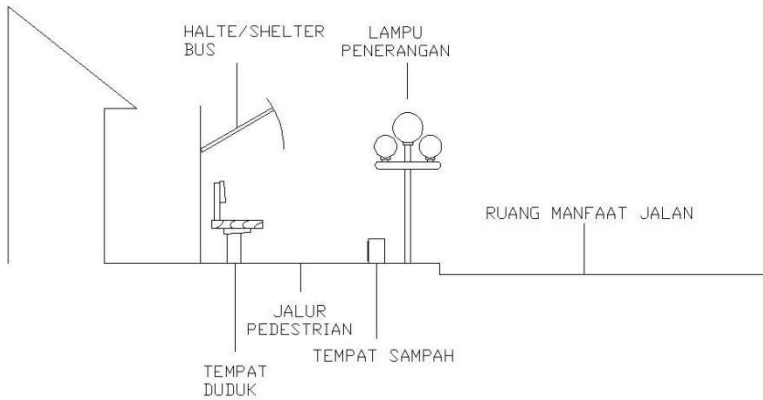 HALTE/SHELTER
BUS
LAMPU
PENERANGAN
RUANG MANFAAT JALAN
JALUR
PEDESTRIAN
TEMPAT SAMPAH
TEMPAT
DUDUK